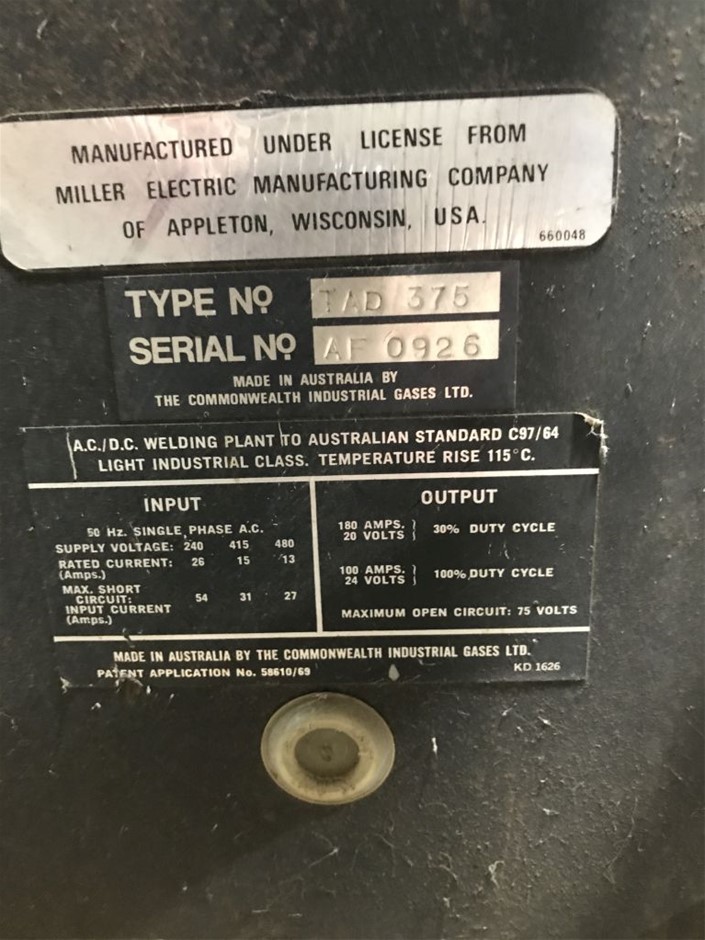 MANUFACTURED UNDER LICENSE FROM
MILLER ELECTRIC MANUFACTURING COMPANY
OF APPLETON, WISCONSIN, USA.
660048
TYPE Nº TAD 375
SERIAL Nº AF 0926
MADE IN AUSTRALIA BY
THE COMMONWEALTH INDUSTRIAL GASES LTD.
A.C./D.C. WELDING PLANT TO AUSTRALIAN STANDARD C97/64
LIGHT INDUSTRIAL CLASS. TEMPERATURE RISE 115°C.
INPUT
50 Hz. SINGLE PHASE A.C.
SUPPLY VOLTAGE: 240 415 480
RATED CURRENT: 26 15 13
(Amps.)
MAX. SHORT
CIRCUIT: 54 31 27
INPUT CURRENT
(Amps.)
OUTPUT
180 AMPS. } 30% DUTY CYCLE
20 VOLTS
100 AMPS. } 100% DUTY CYCLE
24 VOLTS
MAXIMUM OPEN CIRCUIT: 75 VOLTS
MADE IN AUSTRALIA BY THE COMMONWEALTH INDUSTRIAL GASES LTD.
PATENT APPLICATION No. 58610/69 KD 1626